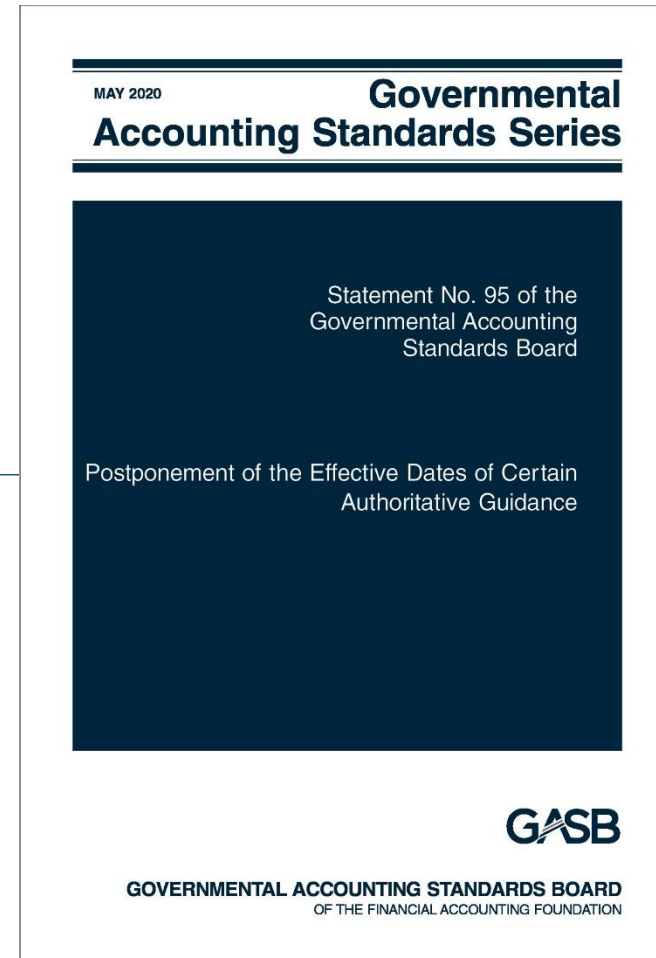 MAY 2020
Governmental
Accounting Standards Series
Statement No. 95 of the
Governmental Accounting
Standards Board
Postponement of the Effective Dates of Certain
Authoritative Guidance
GASB
GOVERNMENTAL ACCOUNTING STANDARDS BOARD
OF THE FINANCIAL ACCOUNTING FOUNDATION